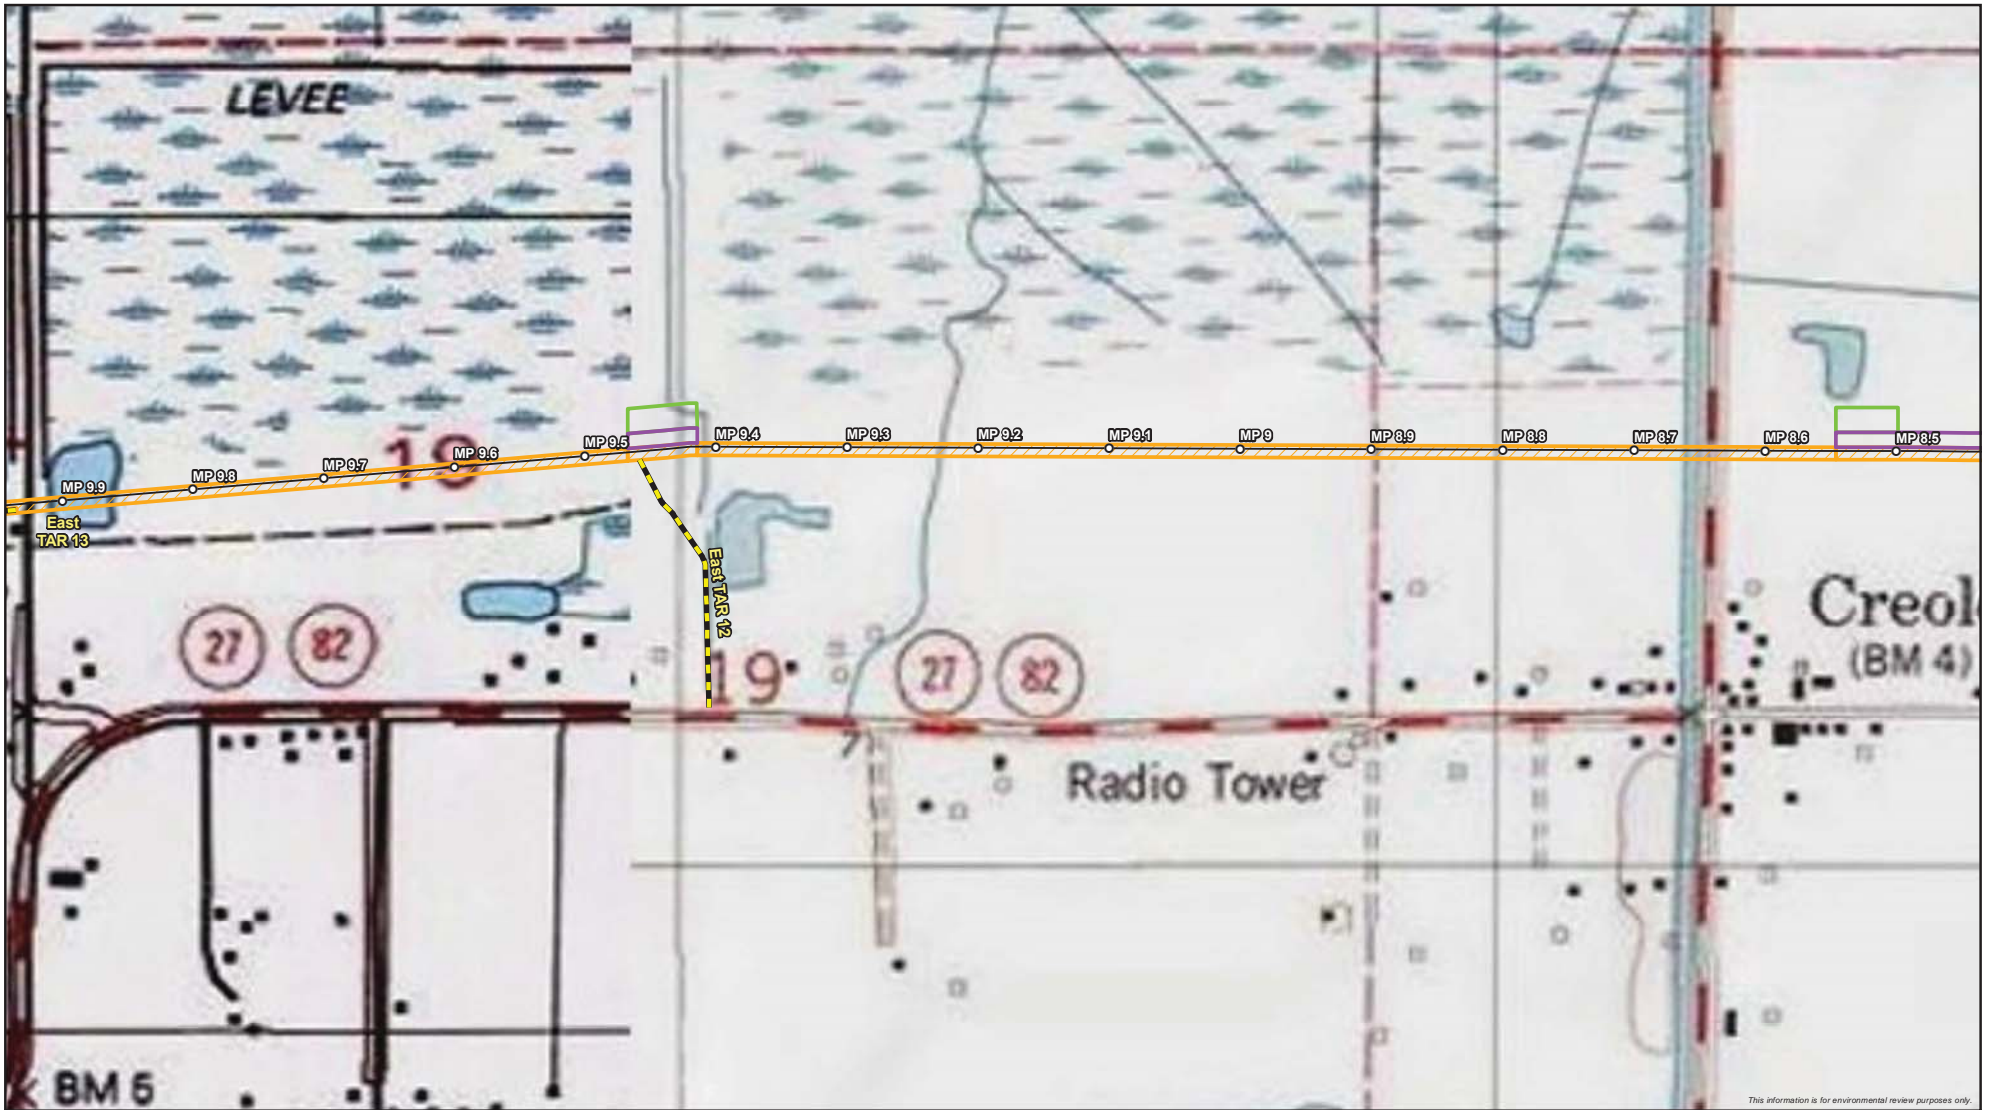 LEVEE
19
MP 9.9
MP 9.8
MP 9.7
MP 9.6
MP 9.5
MP 9.4
MP 9.3
MP 9.2
MP 9.1
MP 9
MP 8.9
MP 8.8
MP 8.7
MP 8.6
MP 8.5
East
TAR 13
East TAR 12
27
82
19
27
82
Creol
(BM 4)
7
Radio Tower
BM 5
This information is for environmental review purposes only.